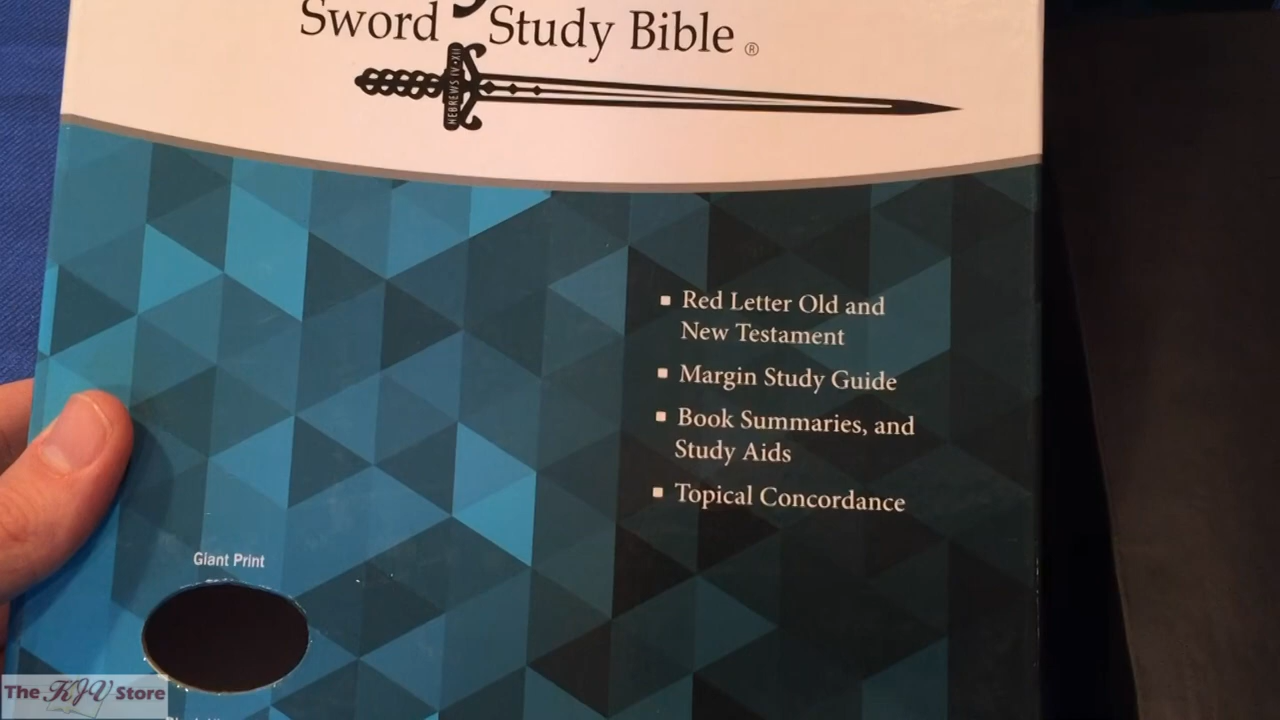 Sword Study Bible ®
HEBREWS IV•XII
■ Red Letter Old and
New Testament
■ Margin Study Guide
■ Book Summaries, and
Study Aids
■ Topical Concordance
Giant Print
The KJV Store